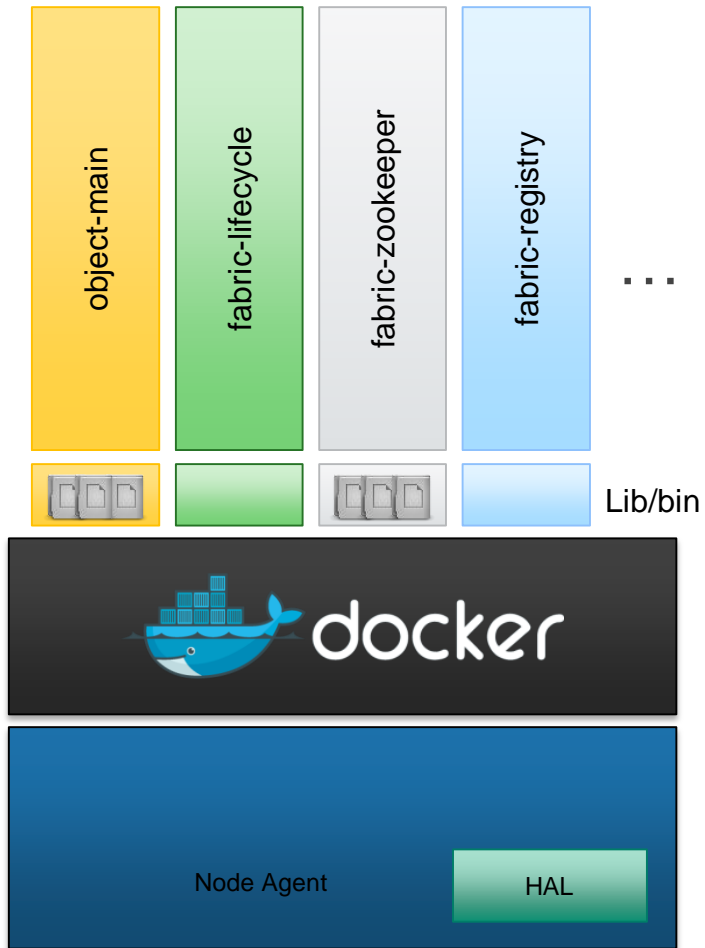 object-main
fabric-lifecycle
fabric-zookeeper
fabric-registry
...
Lib/bin
docker
Node Agent
HAL